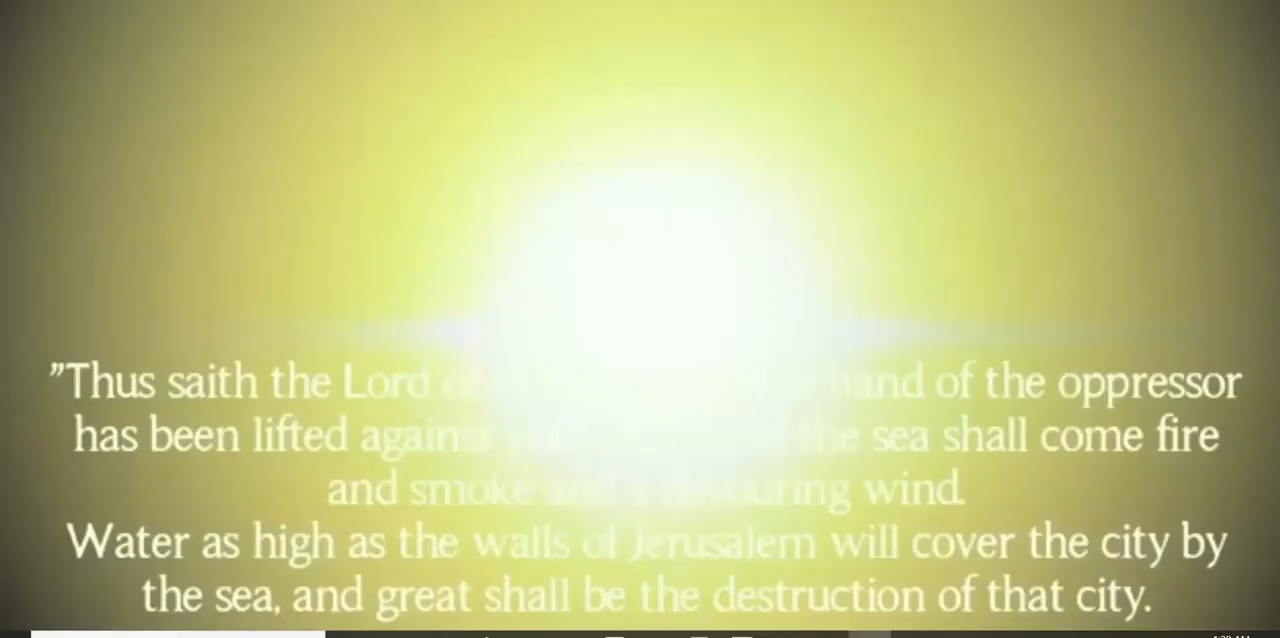 "Thus saith the Lord of hand of the oppressor
has been lifted against the sea shall come fire
and smoke and a devouring wind.
Water as high as the walls of Jerusalem will cover the city by
the sea, and great shall be the destruction of that city.